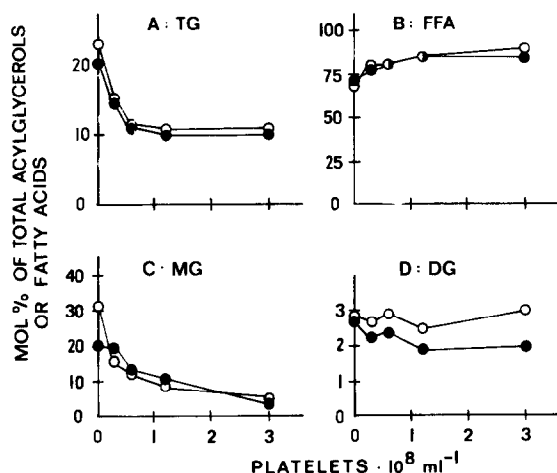 A : TG
B : FFA
20
10
0
100
75
50
25
0
C · MG
D : DG
40
30
20
10
0
3
2
1
0
0 1 2 3
0 1 2 3
MOL % OF TOTAL ACYLGLYCEROLS
OR FATTY ACIDS
PLATELETS · 10⁸ ml⁻¹